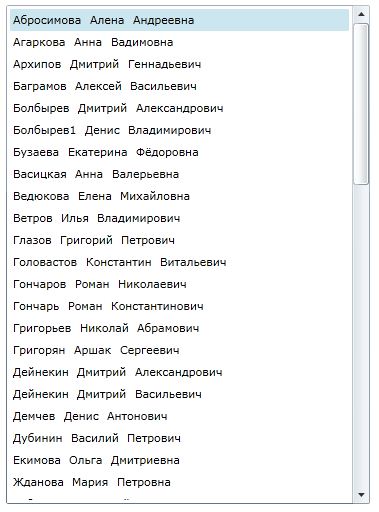 Абросимова Алена Андреевна
Агаркова Анна Вадимовна
Архипов Дмитрий Геннадьевич
Баграмов Алексей Васильевич
Болбырев Дмитрий Александрович
Болбырев1 Денис Владимирович
Бузаева Екатерина Фёдоровна
Васицкая Анна Валерьевна
Ведюкова Елена Михайловна
Ветров Илья Владимирович
Глазов Григорий Петрович
Головастов Константин Витальевич
Гончаров Роман Николаевич
Гончарь Роман Константинович
Григорьев Николай Абрамович
Григорян Аршак Сергеевич
Дейнекин Дмитрий Александрович
Дейнекин Дмитрий Васильевич
Демчев Денис Антонович
Дубинин Василий Петрович
Екимова Ольга Дмитриевна
Жданова Мария Петровна